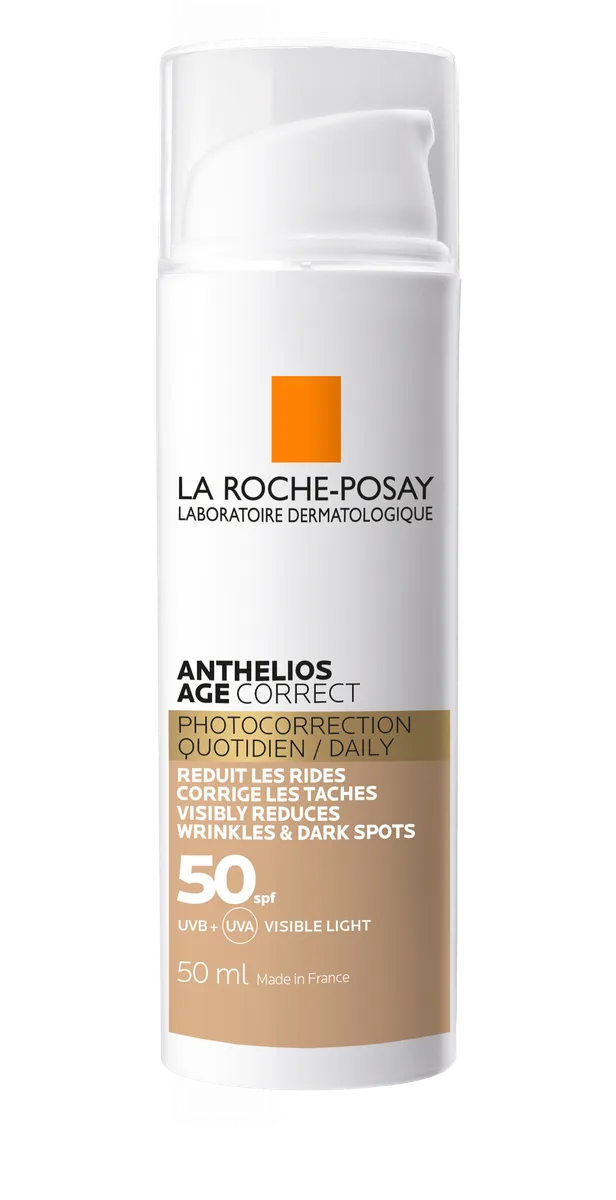 LA ROCHE-POSAY
LABORATOIRE DERMATOLOGIQUE
ANTHELIOS
AGE CORRECT
PHOTOCORRECTION
QUOTIDIEN / DAILY
REDUIT LES RIDES
CORRIGE LES TACHES
VISIBLY REDUCES
WRINKLES & DARK SPOTS
50 spf
UVB + UVA VISIBLE LIGHT
50 ml Made in France